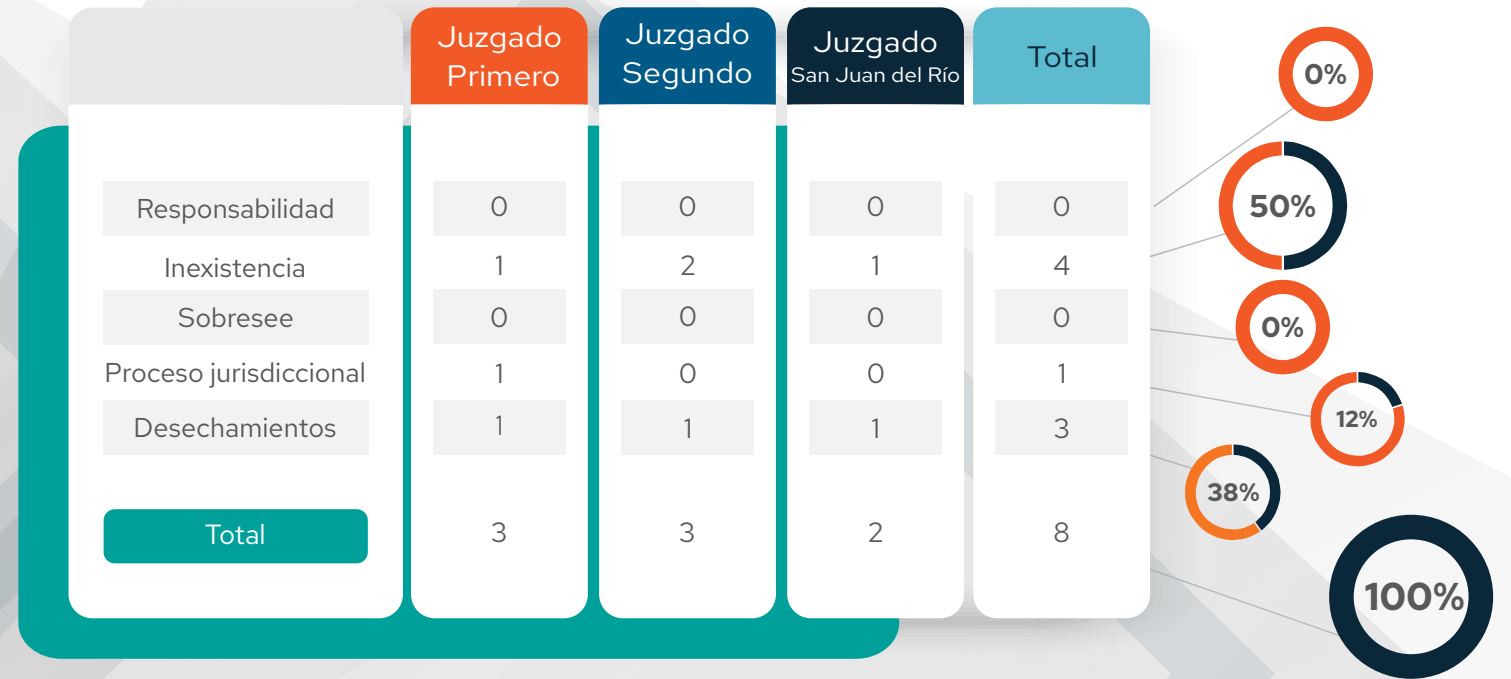 Juzgado
Primero
Juzgado
Segundo
Juzgado
San Juan del Río
Total
Responsabilidad 0 0 0 0 0%
Inexistencia 1 2 1 4 50%
Sobresee 0 0 0 0 0%
Proceso jurisdiccional 1 0 0 1 12%
Desechamientos 1 1 1 3 38%
Total 3 3 2 8 100%